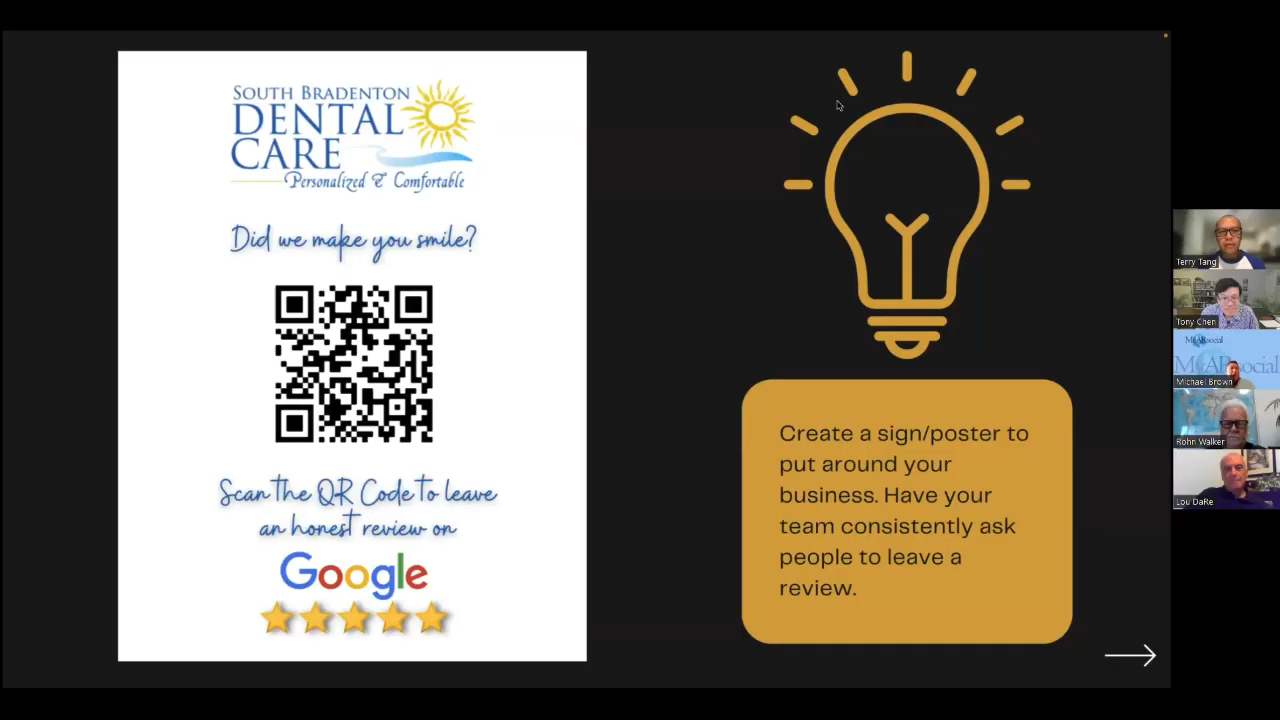 SOUTH BRADENTON
DENTAL
CARE
Personalized & Comfortable
Did we make you smile?
Scan the QR Code to leave
an honest review on
Google
Create a sign/poster to
put around your
business. Have your
team consistently ask
people to leave a
review.
Terry Tang
Tony Chen
MyARsocial
Michael Brown
Rohn Walker
Lou DaRe